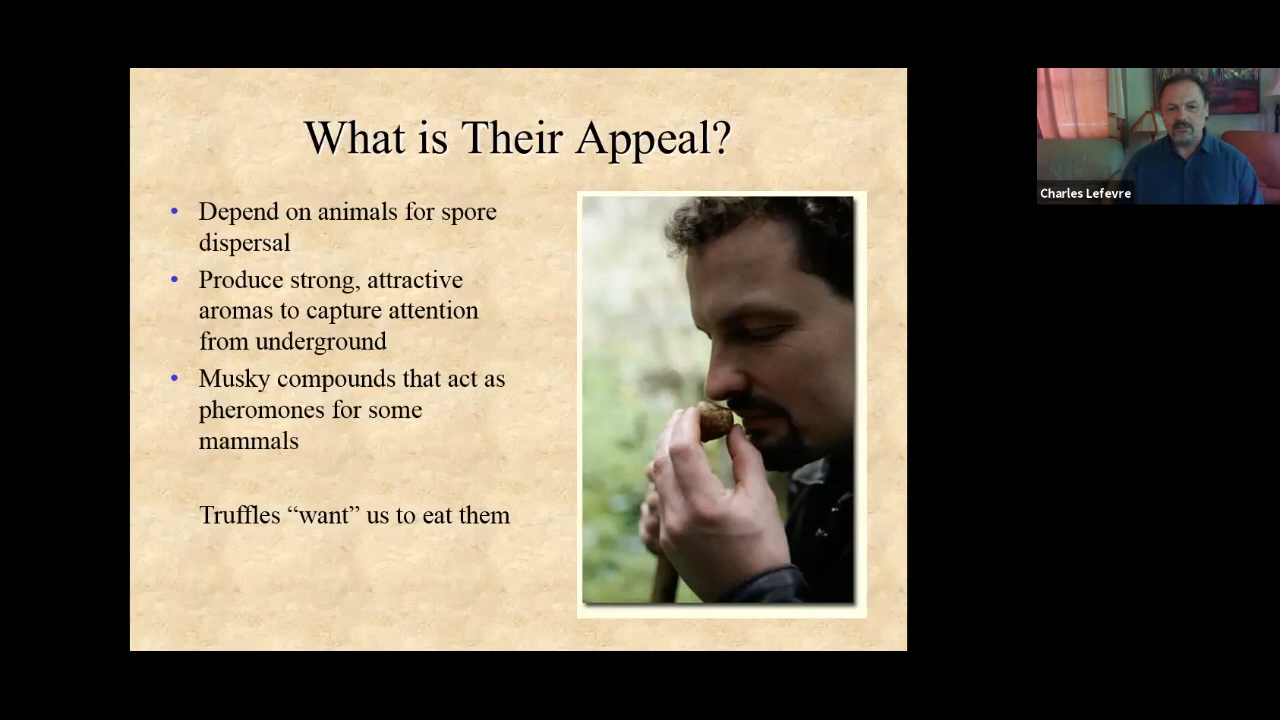 What is Their Appeal?
• Depend on animals for spore
dispersal
• Produce strong, attractive
aromas to capture attention
from underground
• Musky compounds that act as
pheromones for some
mammals
Truffles “want” us to eat them
Charles Lefevre